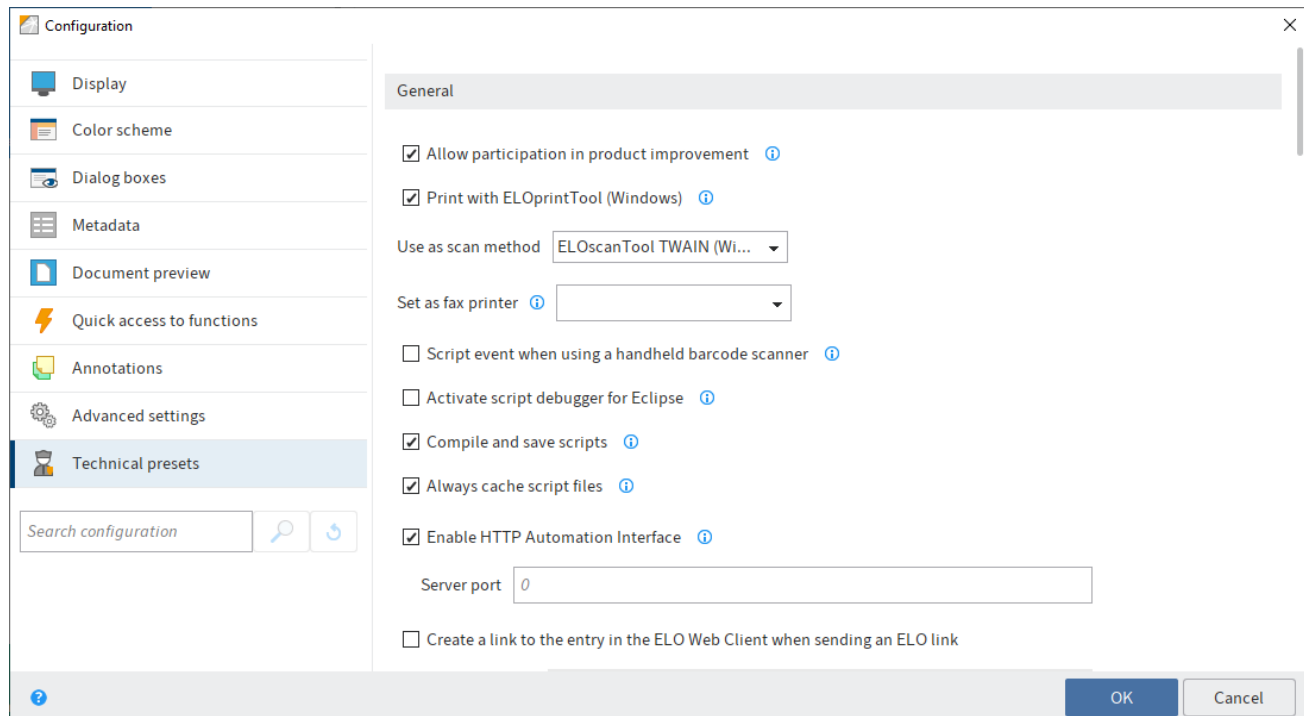 Configuration
Display
Color scheme
Dialog boxes
Metadata
Document preview
Quick access to functions
Annotations
Advanced settings
Technical presets
Search configuration
General
Allow participation in product improvement
Print with ELOprintTool (Windows)
Use as scan method ELOscanTool TWAIN (Wi...
Set as fax printer
Script event when using a handheld barcode scanner
Activate script debugger for Eclipse
Compile and save scripts
Always cache script files
Enable HTTP Automation Interface
Server port 0
Create a link to the entry in the ELO Web Client when sending an ELO link
OK Cancel